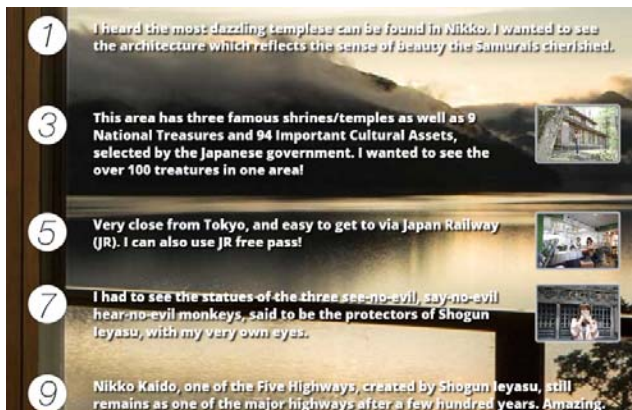 1
I heard the most dazzling templese can be found in Nikko. I wanted to see
the architecture which reflects the sense of beauty the Samurais cherished.
3
This area has three famous shrines/temples as well as 9
National Treasures and 94 Important Cultural Assets,
selected by the Japanese government. I wanted to see the
over 100 treatures in one area!
5
Very close from Tokyo, and easy to get to via Japan Railway
(JR). I can also use JR free pass!
7
I had to see the statues of the three see-no-evil, say-no-evil
hear-no-evil monkeys, said to be the protectors of Shogun
Ieyasu, with my very own eyes.
9
Nikko Kaido, one of the Five Highways, created by Shogun Ieyasu, still
remains as one of the major highways after a few hundred years. Amazing.